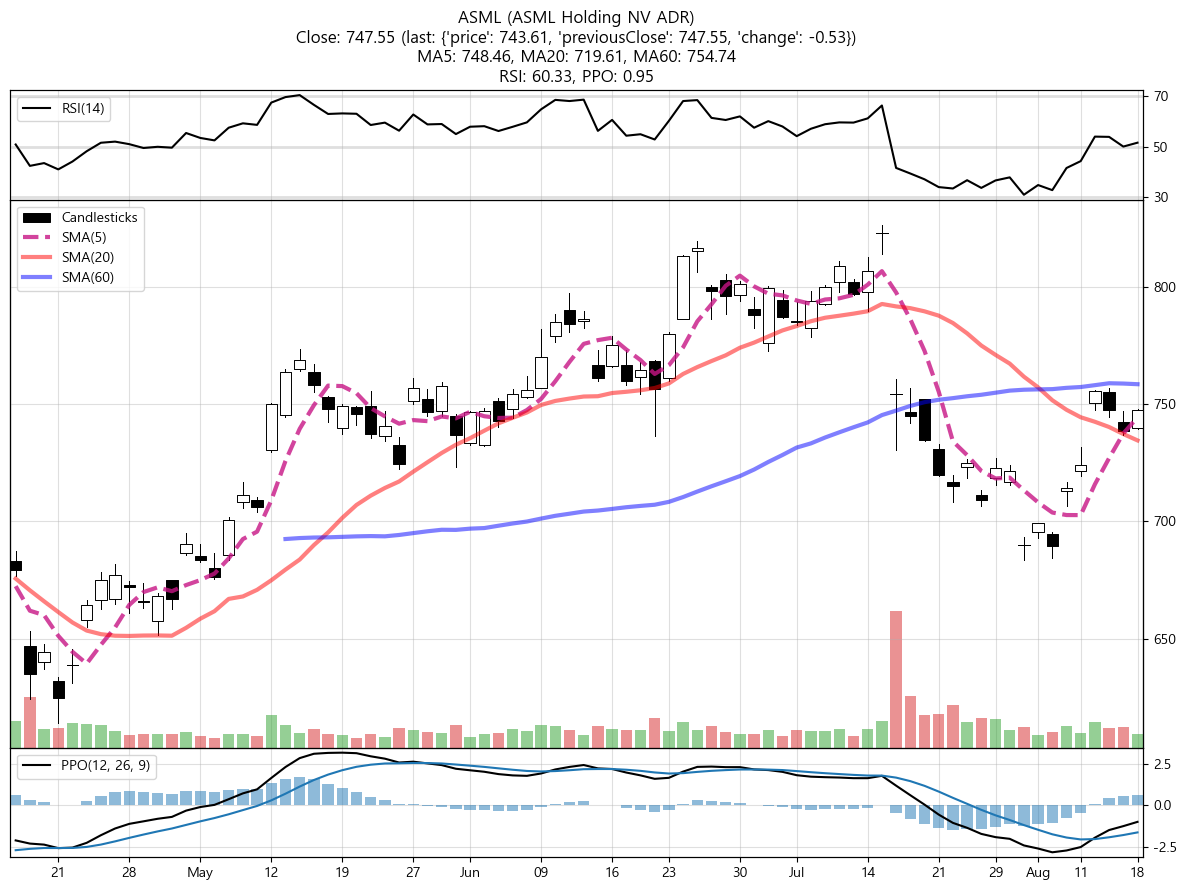 ASML (ASML Holding NV ADR)
Close: 747.55 (last: {'price': 743.61, 'previousClose': 747.55, 'change': -0.53})
MA5: 748.46, MA20: 719.61, MA60: 754.74
RSI: 60.33, PPO: 0.95
RSI(14)
70
50
30
Candlesticks
SMA(5)
SMA(20)
SMA(60)
800
750
700
650
PPO(12, 26, 9)
2.5
0.0
−2.5
21 28 May 12 19 27 Jun 09 16 23 30 Jul 14 21 29 Aug 11 18